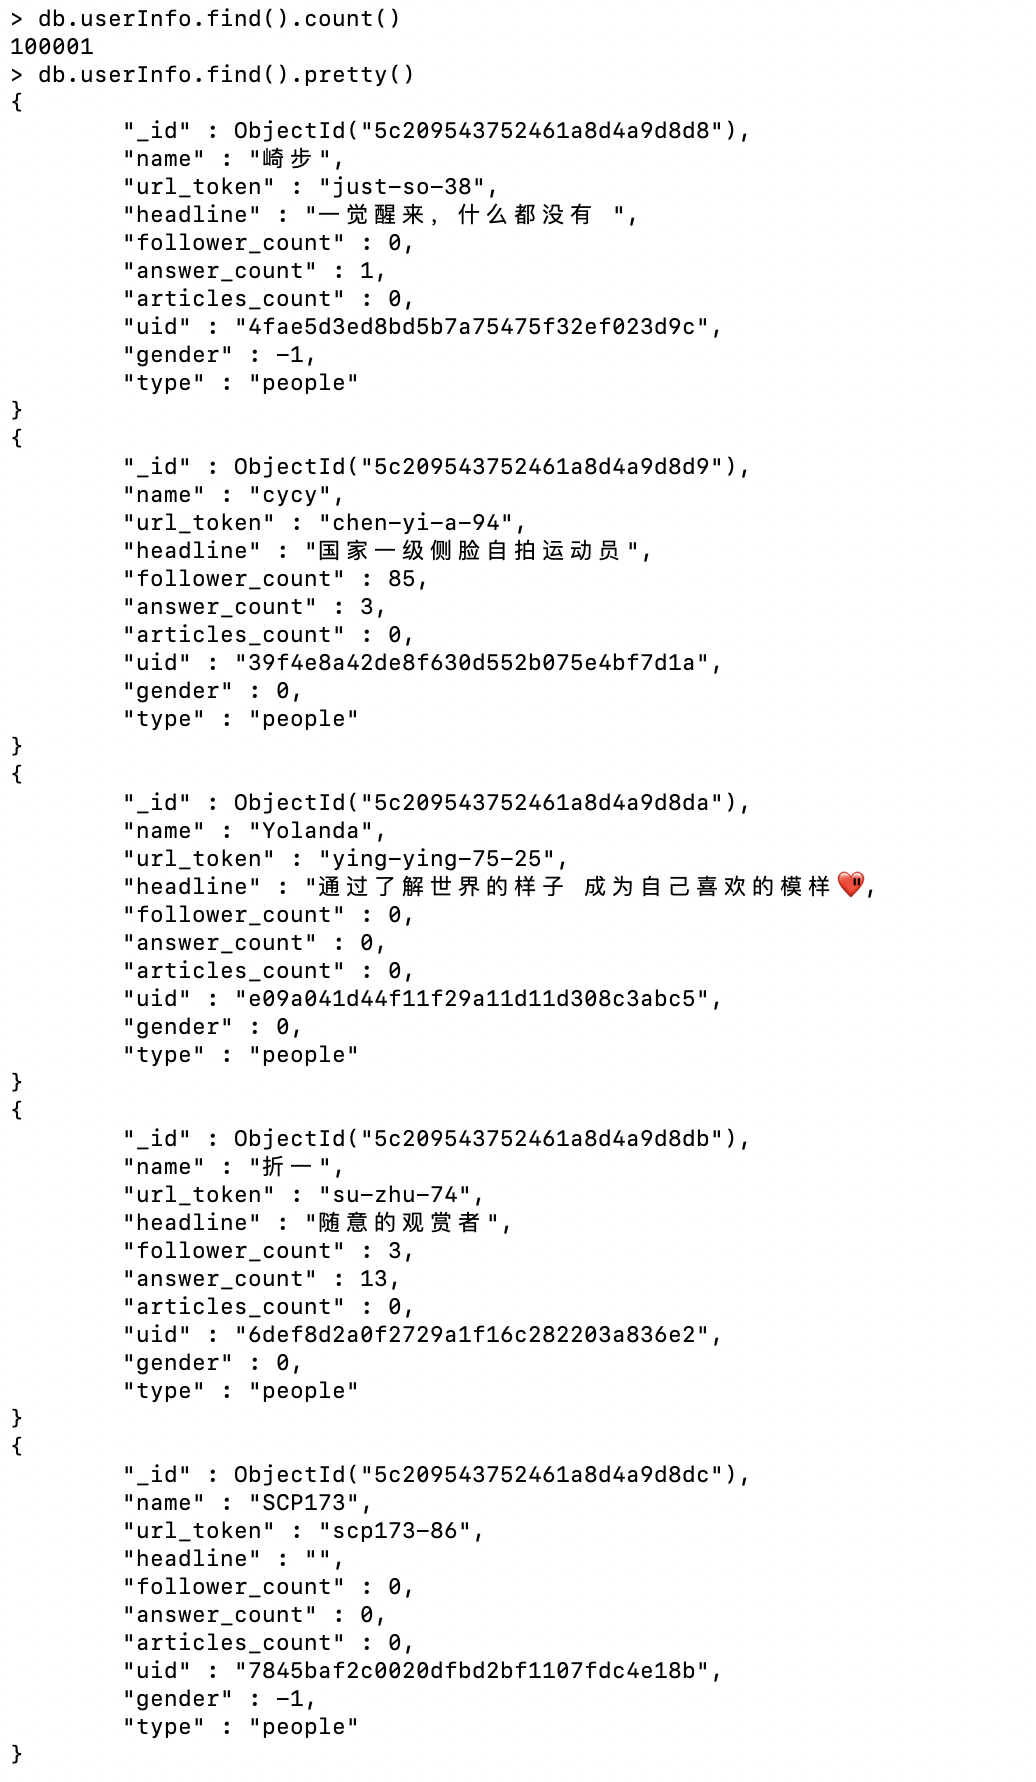 > db.userInfo.find().count()
100001
> db.userInfo.find().pretty()
{
"_id" : ObjectId("5c209543752461a8d4a9d8d8"),
"name" : "崎步",
"url_token" : "just-so-38",
"headline" : "一觉醒来，什么都没有 ",
"follower_count" : 0,
"answer_count" : 1,
"articles_count" : 0,
"uid" : "4fae5d3ed8bd5b7a75475f32ef023d9c",
"gender" : -1,
"type" : "people"
}
{
"_id" : ObjectId("5c209543752461a8d4a9d8d9"),
"name" : "cycy",
"url_token" : "chen-yi-a-94",
"headline" : "国家一级侧脸自拍运动员",
"follower_count" : 85,
"answer_count" : 3,
"articles_count" : 0,
"uid" : "39f4e8a42de8f630d552b075e4bf7d1a",
"gender" : 0,
"type" : "people"
}
{
"_id" : ObjectId("5c209543752461a8d4a9d8da"),
"name" : "Yolanda",
"url_token" : "ying-ying-75-25",
"headline" : "通过了解世界的样子 成为自己喜欢的模样❤️",
"follower_count" : 0,
"answer_count" : 0,
"articles_count" : 0,
"uid" : "e09a041d44f11f29a11d11d308c3abc5",
"gender" : 0,
"type" : "people"
}
{
"_id" : ObjectId("5c209543752461a8d4a9d8db"),
"name" : "折一",
"url_token" : "su-zhu-74",
"headline" : "随意的观赏者",
"follower_count" : 3,
"answer_count" : 13,
"articles_count" : 0,
"uid" : "6def8d2a0f2729a1f16c282203a836e2",
"gender" : 0,
"type" : "people"
}
{
"_id" : ObjectId("5c209543752461a8d4a9d8dc"),
"name" : "SCP173",
"url_token" : "scp173-86",
"headline" : "",
"follower_count" : 0,
"answer_count" : 0,
"articles_count" : 0,
"uid" : "7845baf2c0020dfbd2bf1107fdc4e18b",
"gender" : -1,
"type" : "people"
}